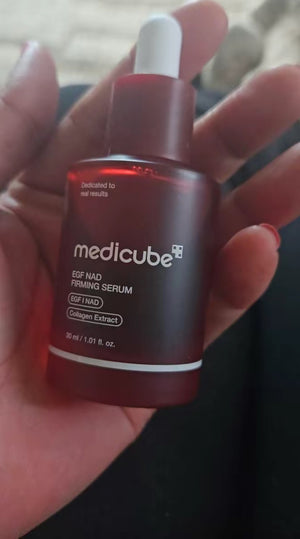 Dedicated to
real results
medicube
EGF NAD
FIRMING SERUM
EGF | NAD
Collagen Extract
30 ml / 1.01 fl. oz.